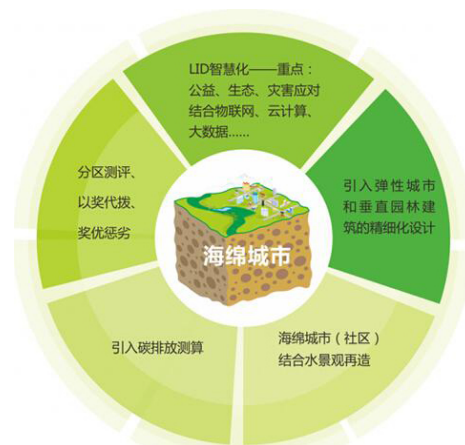 LID智慧化——重点：
公益、生态、灾害应对
结合物联网、云计算、
大数据……
引入弹性城市
和垂直园林建
筑的精细化设计
海绵城市（社区）
结合水景观再造
引入碳排放测算
分区测评、
以奖代拨、
奖优惩劣
海绵城市